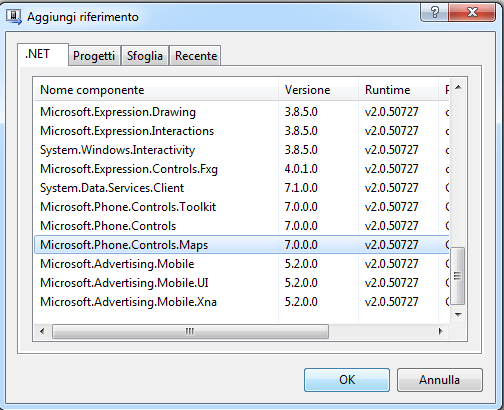 Aggiungi riferimento
.NET Progetti Sfoglia Recente
Nome componente Versione Runtime
Microsoft.Expression.Drawing 3.8.5.0 v2.0.50727
Microsoft.Expression.Interactions 3.8.5.0 v2.0.50727
System.Windows.Interactivity 3.8.5.0 v2.0.50727
Microsoft.Expression.Controls.Fxg 4.0.1.0 v2.0.50727
System.Data.Services.Client 7.1.0.0 v2.0.50727
Microsoft.Phone.Controls.Toolkit 7.0.0.0 v2.0.50727
Microsoft.Phone.Controls 7.0.0.0 v2.0.50727
Microsoft.Phone.Controls.Maps 7.0.0.0 v2.0.50727
Microsoft.Advertising.Mobile 5.2.0.0 v2.0.50727
Microsoft.Advertising.Mobile.UI 5.2.0.0 v2.0.50727
Microsoft.Advertising.Mobile.Xna 5.2.0.0 v2.0.50727
OK Annulla